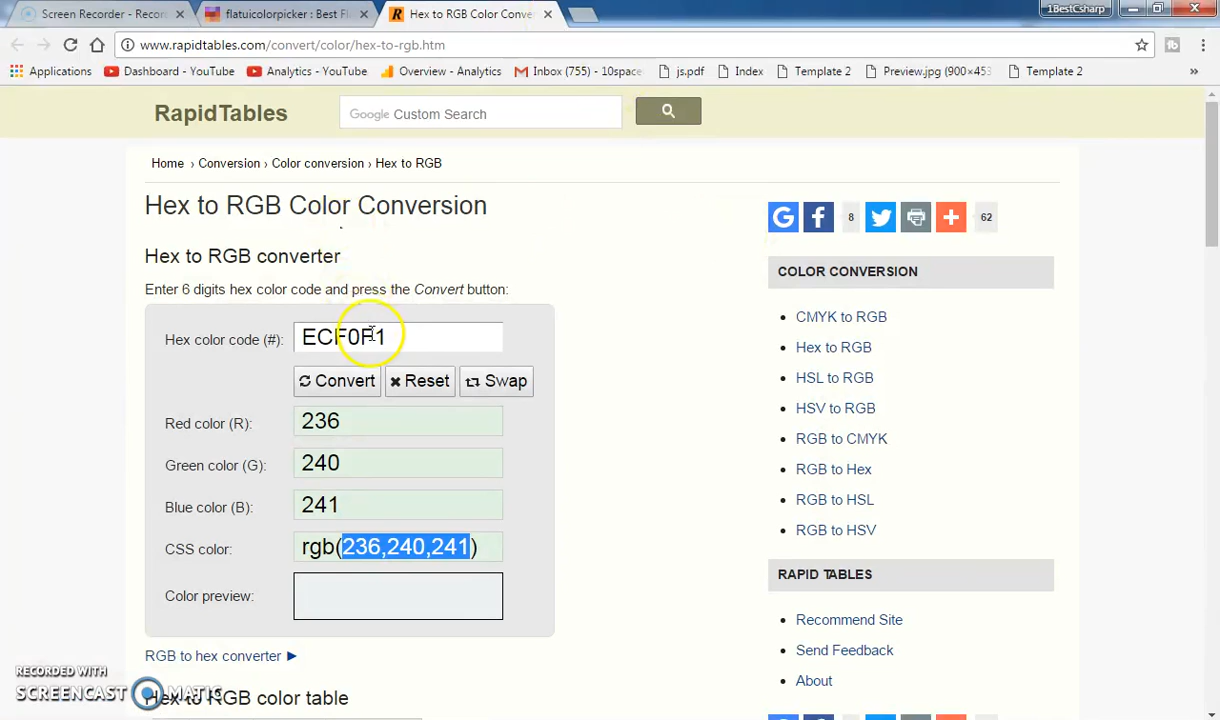 Screen Recorder - Recor
flatuicolorpicker : Best Fl
Hex to RGB Color Conve
1BestCsharp
www.rapidtables.com/convert/color/hex-to-rgb.htm
Applications
Dashboard - YouTube
Analytics - YouTube
Overview - Analytics
Inbox (755) - 10space
js.pdf
Index
Template 2
Preview.jpg (900×453
Template 2
»
RapidTables
Google Custom Search
Home › Conversion › Color conversion › Hex to RGB
Hex to RGB Color Conversion
Hex to RGB converter
Enter 6 digits hex color code and press the Convert button:
Hex color code (#): ECF0F1
Convert Reset Swap
Red color (R): 236
Green color (G): 240
Blue color (B): 241
CSS color: rgb(236,240,241)
Color preview:
RGB to hex converter ►
Hex to RGB color table
8
62
COLOR CONVERSION
CMYK to RGB
Hex to RGB
HSL to RGB
HSV to RGB
RGB to CMYK
RGB to Hex
RGB to HSL
RGB to HSV
RAPID TABLES
Recommend Site
Send Feedback
About
RECORDED WITH
SCREENCAST MATIC